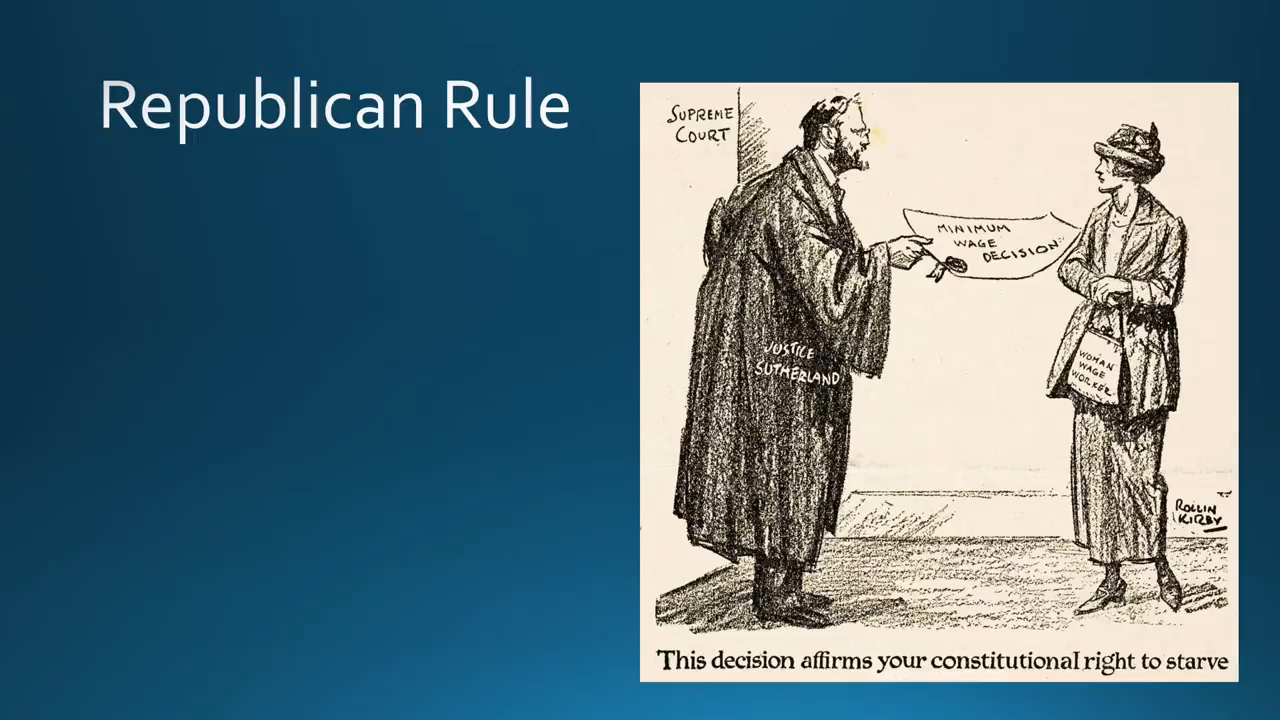 Republican Rule
SUPREME
COURT
MINIMUM
WAGE
DECISION
JUSTICE
SUTHERLAND
WOMAN
WAGE
WORKER
ROLLIN
KIRBY
This decision affirms your constitutional right to starve